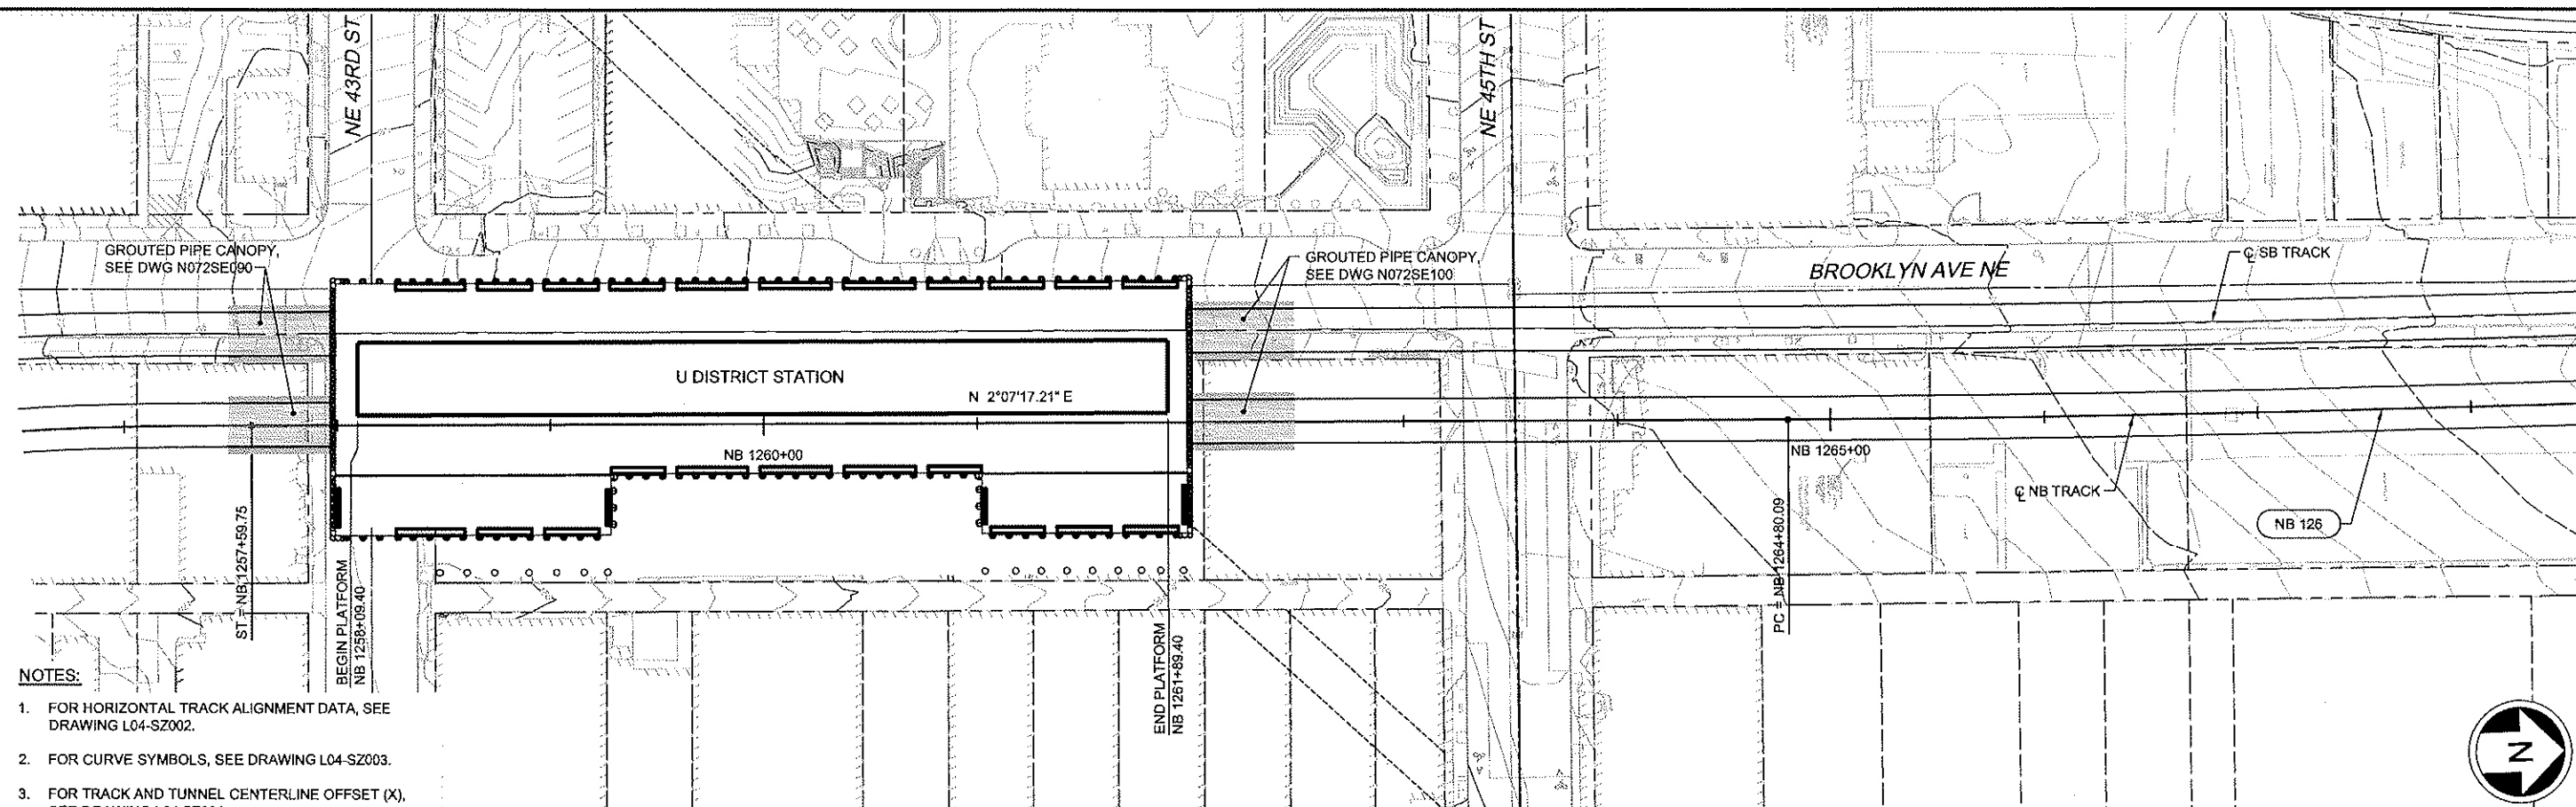 NE 43RD ST
NE 45TH ST
GROUTED PIPE CANOPY,
SEE DWG N072SE090
GROUTED PIPE CANOPY,
SEE DWG N072SE100
BROOKLYN AVE NE
℄ SB TRACK
U DISTRICT STATION
N 2°07'17.21" E
NB 1260+00
NB 1265+00
℄ NB TRACK
NB 126
ST = NB 1257+59.75
BEGIN PLATFORM
NB 1258+09.40
END PLATFORM
NB 1261+89.40
PC = NB 1264+80.09
NOTES:
1. FOR HORIZONTAL TRACK ALIGNMENT DATA, SEE
DRAWING L04-SZ002.
2. FOR CURVE SYMBOLS, SEE DRAWING L04-SZ003.
3. FOR TRACK AND TUNNEL CENTERLINE OFFSET (X),
N